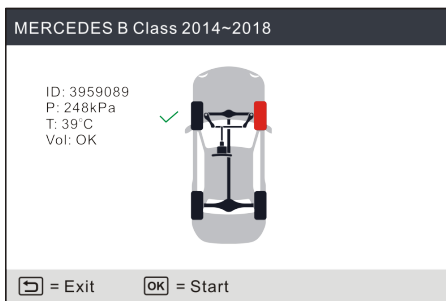 MERCEDES B Class 2014~2018
ID: 3959089
P: 248kPa
T: 39°C
Vol: OK
= Exit
OK = Start